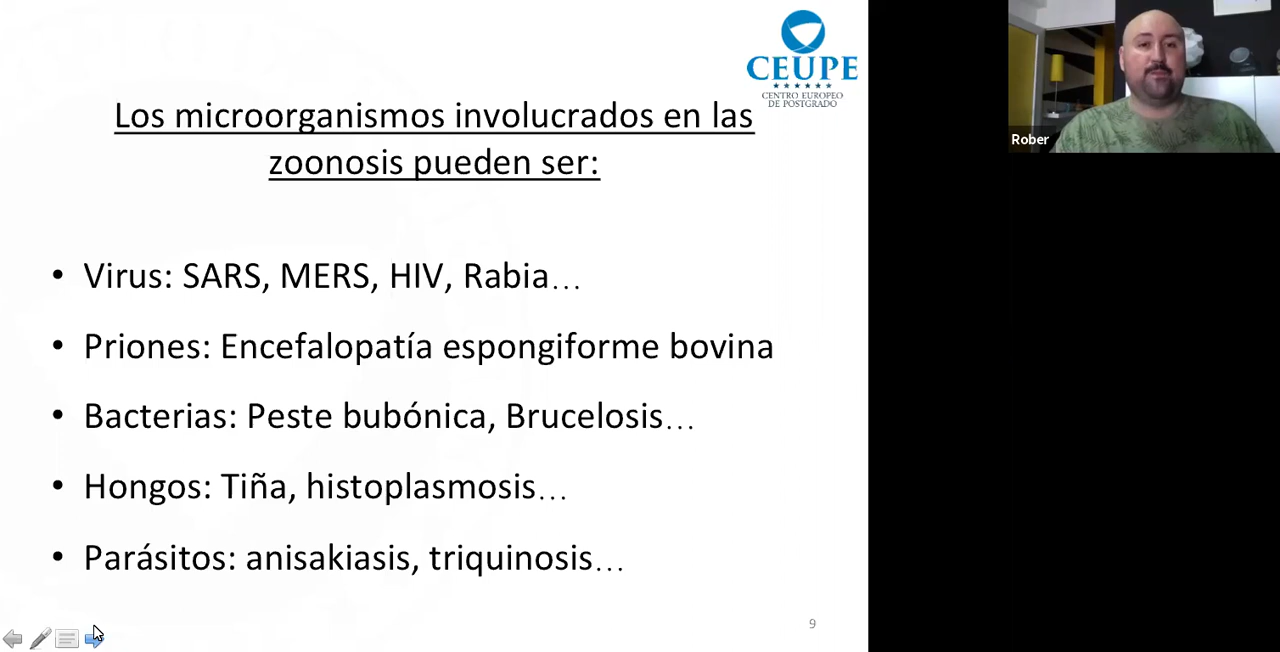 CEUPE
CENTRO EUROPEO
DE POSTGRADO
Los microorganismos involucrados en las
zoonosis pueden ser:
• Virus: SARS, MERS, HIV, Rabia...
• Priones: Encefalopatía espongiforme bovina
• Bacterias: Peste bubónica, Brucelosis...
• Hongos: Tiña, histoplasmosis...
• Parásitos: anisakiasis, triquinosis...
9
Rober